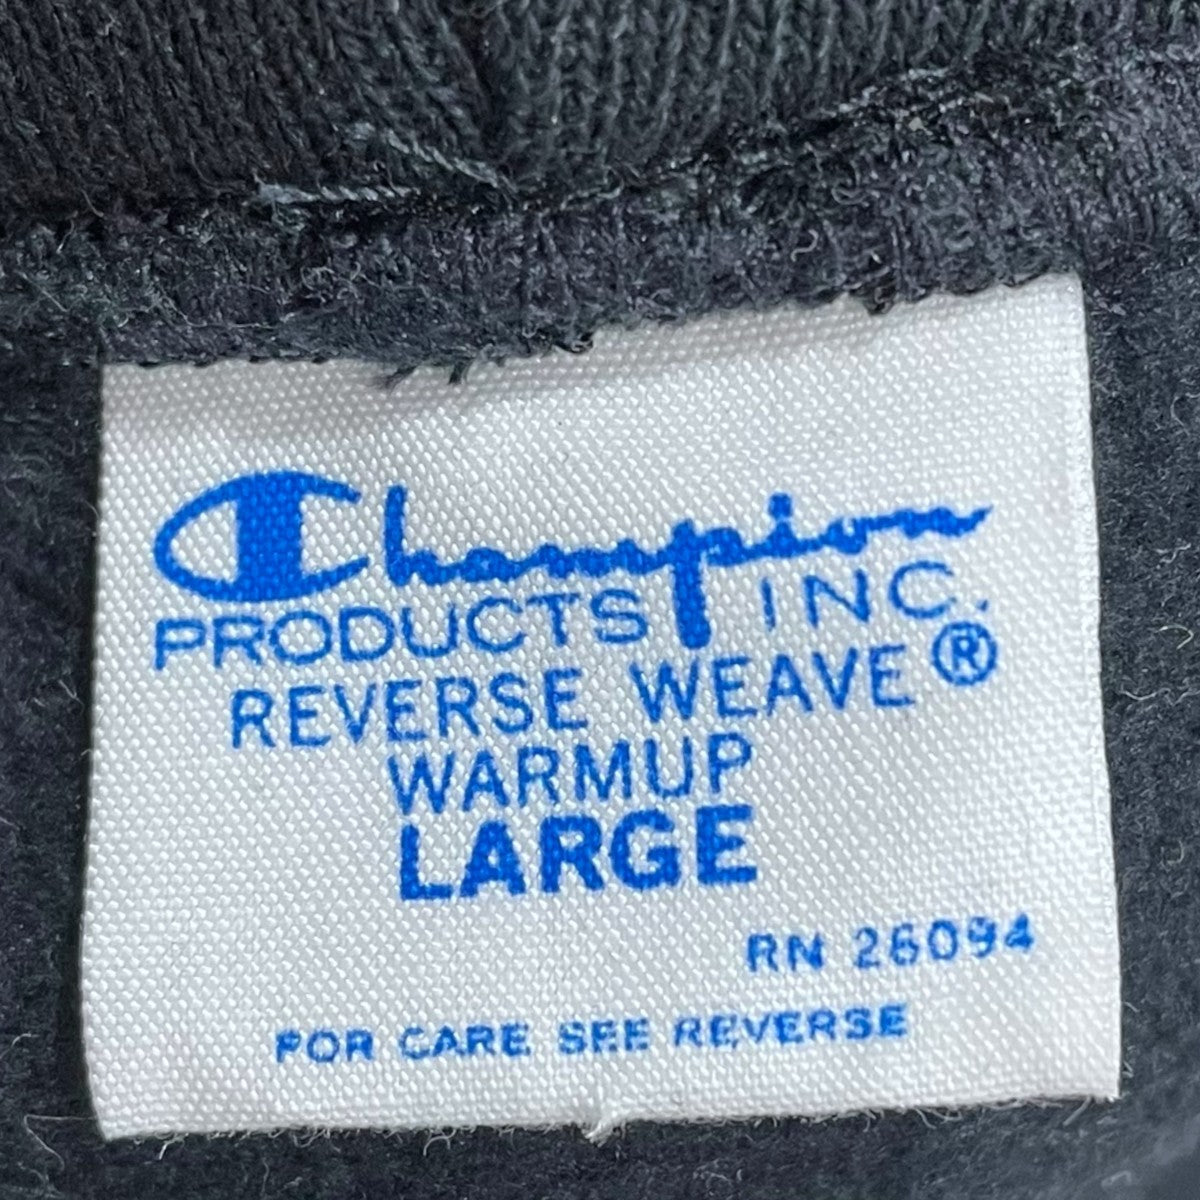 Champion
PRODUCTS INC.
REVERSE WEAVE®
WARMUP
LARGE
RN 26094
FOR CARE SEE REVERSE